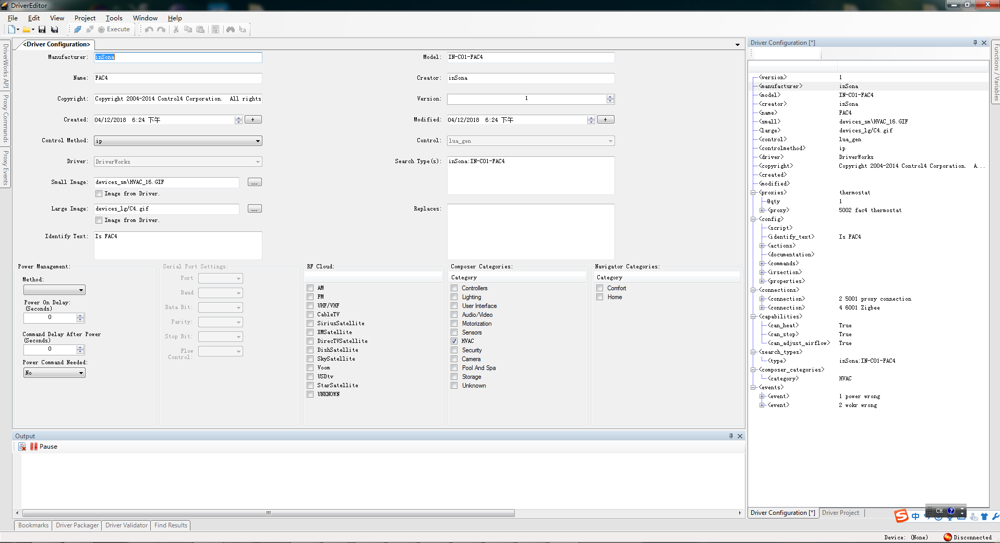 DriverEditor
File Edit View Project Tools Window Help
Execute
<Driver Configuration>
Manufacturer: inSona
Model: IN-C01-FAC4
Name: FAC4
Creator: inSona
Copyright: Copyright 2004-2014 Control4 Corporation. All rights
Version: 1
Created: 04/12/2018 6:24 下午
+
Modified: 04/12/2018 6:24 下午
+
Control Method: ip
Control: lua_gen
Driver: DriverWorks
Search Type(s): inSona:IN-C01-FAC4
Small Image: devices_sm\HVAC_16.GIF
...
Image from Driver.
Large Image: devices_lg/C4.gif
...
Image from Driver.
Replaces:
Identify Text: Is FAC4
Power Management:
Method:
Power On Delay:
(Seconds)
0
Command Delay After Power
(Seconds)
0
Power Command Needed:
No
Serial Port Settings:
Port
Baud
Data Bit:
Parity:
Stop Bit:
Flow
Control:
RF Cloud:
AM
FM
UHF/VHF
CableTV
SiriusSatellite
XMSatellite
DirecTVSatellite
DishSatellite
SkySatellite
Voom
USDtv
StarSatellite
UNKNOWN
Composer Categories:
Category
Controllers
Lighting
User Interface
Audio/Video
Motorization
Sensors
HVAC
Security
Camera
Pool And Spa
Storage
Unknown
Navigator Categories:
Category
Comfort
Home
Output
Pause
Bookmarks
Driver Packager
Driver Validator
Find Results
DriverWorks API
Proxy Commands
Proxy Events
Driver Configuration [*]
<version> 1
<manufacturer> inSona
<model> IN-C01-FAC4
<creator> inSona
<name> FAC4
<small> devices_sm\HVAC_16.GIF
<large> devices_lg/C4.gif
<control> lua_gen
<controlmethod> ip
<driver> DriverWorks
<copyright> Copyright 2004-2014 Control4 Corporation. A...
<created>
<modified>
<proxies> thermostat
@qty 1
<proxy> 5002 fac4 thermostat
<config>
<script>
<identify_text> Is FAC4
<actions>
<documentation>
<commands>
<irsection>
<properties>
<connections>
<connection> 2 5001 proxy connection
<connection> 4 6001 Zigbee
<capabilities>
<can_heat> True
<can_stop> True
<can_adjust_airflow> True
<search_types>
<type> inSona:IN-C01-FAC4
<composer_categories>
<category> HVAC
<events>
<event> 1 power wrong
<event> 2 wokr wrong
Driver Configuration [*]
Driver Project
Functions / Variables
CH ?
S 中
Device: (None)
Disconnected